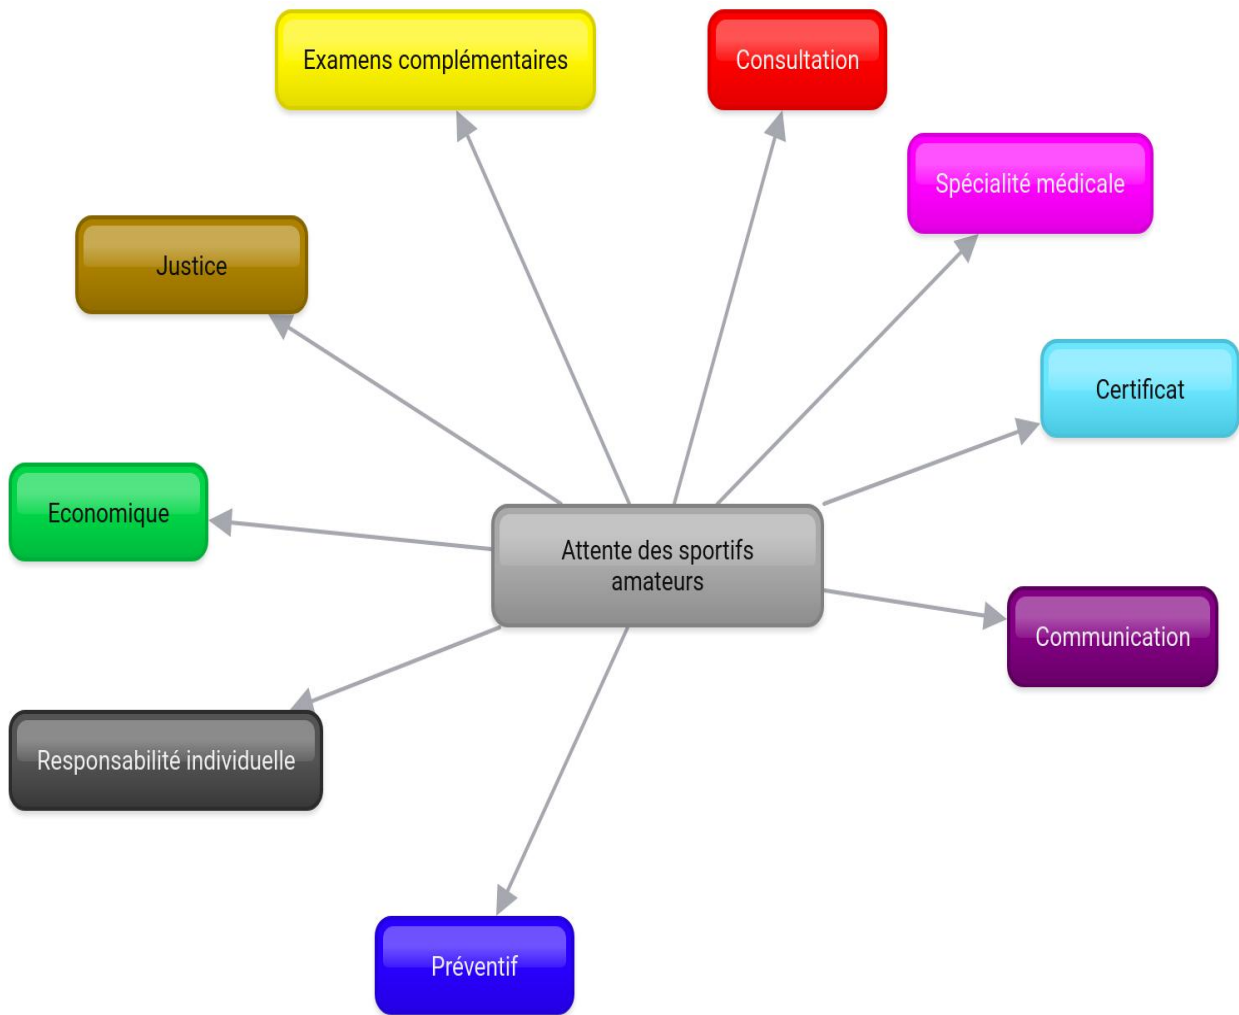 Examens complémentaires
Consultation
Spécialité médicale
Justice
Certificat
Economique
Attente des sportifs
amateurs
Communication
Responsabilité individuelle
Préventif